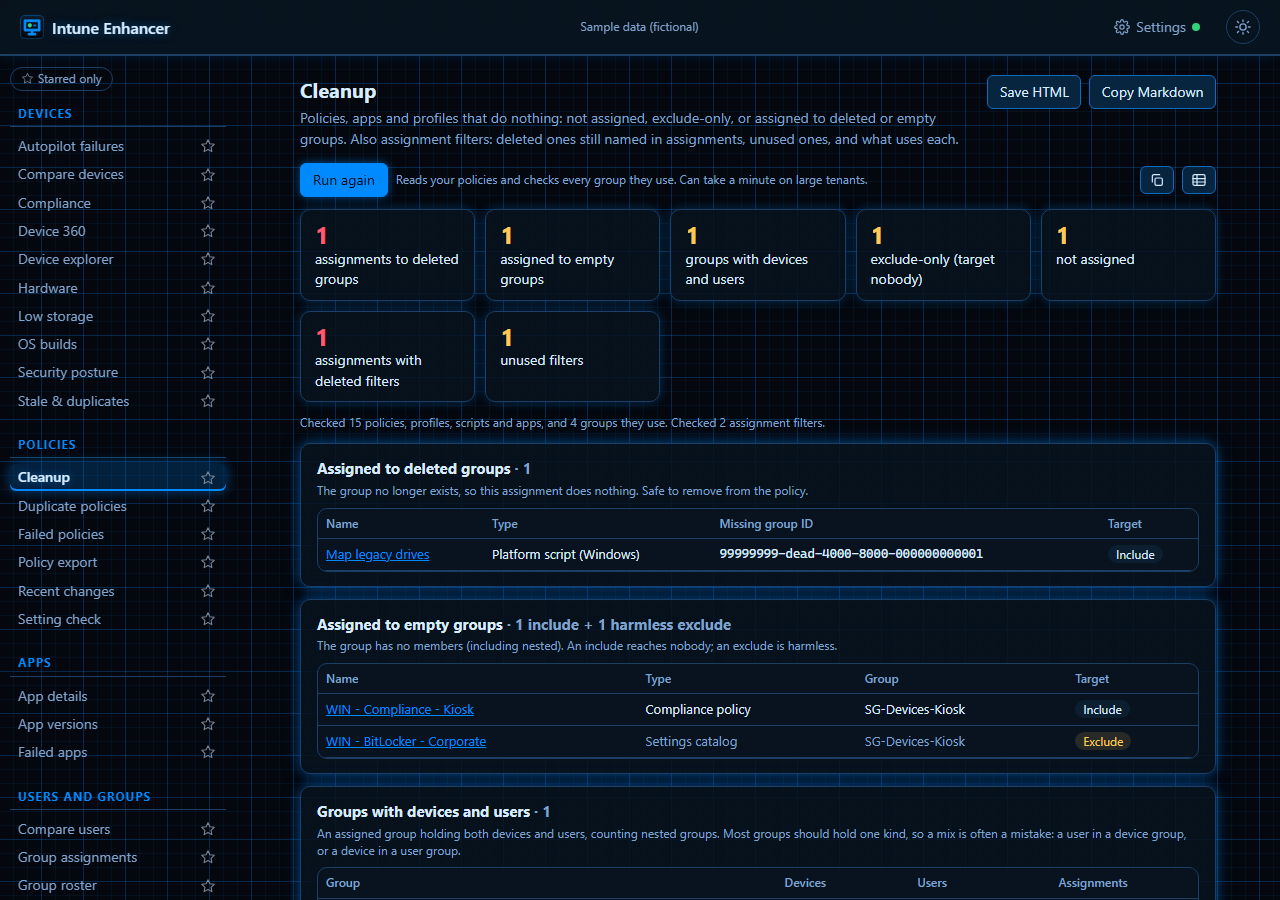 Intune Enhancer
Sample data (fictional)
Settings
Starred only
DEVICES
Autopilot failures
Compare devices
Compliance
Device 360
Device explorer
Hardware
Low storage
OS builds
Security posture
Stale & duplicates
POLICIES
Cleanup
Duplicate policies
Failed policies
Policy export
Recent changes
Setting check
APPS
App details
App versions
Failed apps
USERS AND GROUPS
Compare users
Group assignments
Group roster
Cleanup
Save HTML
Copy Markdown
Policies, apps and profiles that do nothing: not assigned, exclude-only, or assigned to deleted or empty
groups. Also assignment filters: deleted ones still named in assignments, unused ones, and what uses each.
Run again
Reads your policies and checks every group they use. Can take a minute on large tenants.
1
assignments to deleted
groups
1
assigned to empty
groups
1
groups with devices
and users
1
exclude-only (target
nobody)
1
not assigned
1
assignments with
deleted filters
1
unused filters
Checked 15 policies, profiles, scripts and apps, and 4 groups they use. Checked 2 assignment filters.
Assigned to deleted groups · 1
The group no longer exists, so this assignment does nothing. Safe to remove from the policy.
Name Type Missing group ID Target
Map legacy drives Platform script (Windows) 99999999-dead-4000-8000-000000000001 Include
Assigned to empty groups · 1 include + 1 harmless exclude
The group has no members (including nested). An include reaches nobody; an exclude is harmless.
Name Type Group Target
WIN - Compliance - Kiosk Compliance policy SG-Devices-Kiosk Include
WIN - BitLocker - Corporate Settings catalog SG-Devices-Kiosk Exclude
Groups with devices and users · 1
An assigned group holding both devices and users, counting nested groups. Most groups should hold one kind, so a mix is often a mistake: a user in a device group,
or a device in a user group.
Group Devices Users Assignments